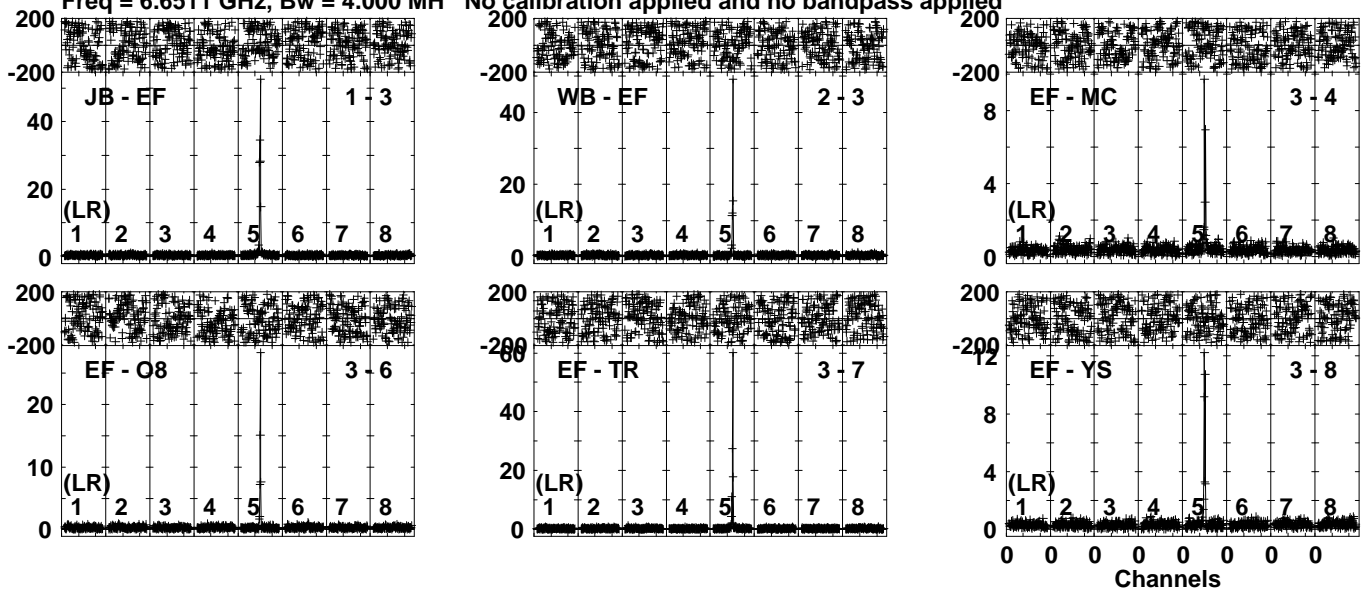 Freq = 6.6511 GHz, Bw = 4.000 MH No calibration applied and no bandpass applied
200
-200
JB - EF 1 - 3
40
20
(LR)
1 2 3 4 5 6 7 8
0
200
-200
WB - EF 2 - 3
40
20
(LR)
1 2 3 4 5 6 7 8
0
200
-200
EF - MC 3 - 4
8
4
(LR)
1 2 3 4 5 6 7 8
0
200
-200
EF - O8 3 - 6
20
10
(LR)
1 2 3 4 5 6 7 8
0
200
-200
60
EF - TR 3 - 7
40
20
(LR)
1 2 3 4 5 6 7 8
0
200
-200
12
EF - YS 3 - 8
8
4
(LR)
1 2 3 4 5 6 7 8
0
0 0 0 0 0 0 0 0
Channels